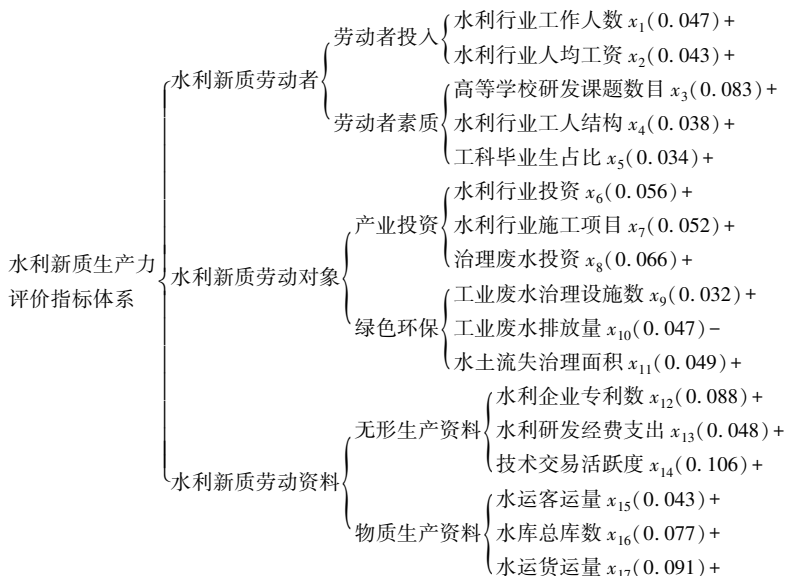 水利新质生产力
评价指标体系
水利新质劳动者
劳动者投入
水利行业工作人数 x₁(0. 047)+
水利行业人均工资 x₂(0. 043)+
劳动者素质
高等学校研发课题数目 x₃(0. 083)+
水利行业工人结构 x₄(0. 038)+
工科毕业生占比 x₅(0. 034)+
水利新质劳动对象
产业投资
水利行业投资 x₆(0. 056)+
水利行业施工项目 x₇(0. 052)+
治理废水投资 x₈(0. 066)+
绿色环保
工业废水治理设施数 x₉(0. 032)+
工业废水排放量 x₁₀(0. 047)−
水土流失治理面积 x₁₁(0. 049)+
水利新质劳动资料
无形生产资料
水利企业专利数 x₁₂(0. 088)+
水利研发经费支出 x₁₃(0. 048)+
技术交易活跃度 x₁₄(0. 106)+
物质生产资料
水运客运量 x₁₅(0. 043)+
水库总库数 x₁₆(0. 077)+
水运货运量 x₁₇(0. 091)+